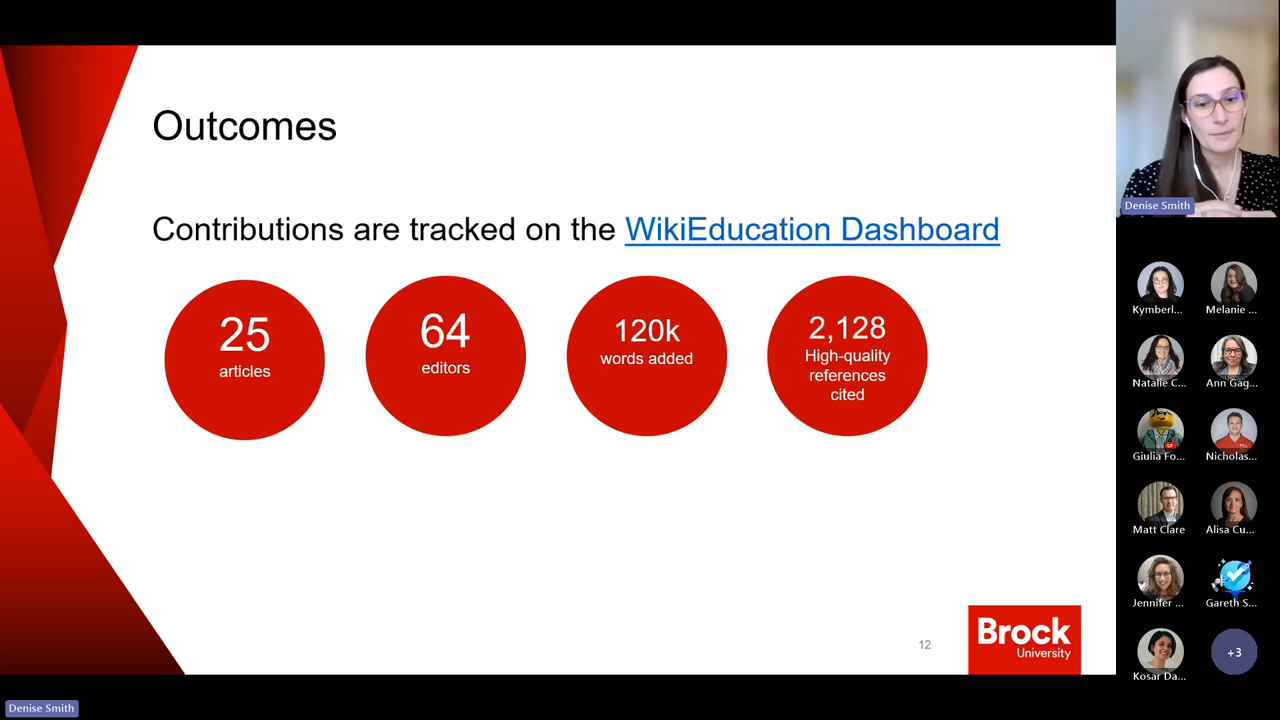 Outcomes
Contributions are tracked on the WikiEducation Dashboard
25
articles
64
editors
120k
words added
2,128
High-quality
references
cited
12
Brock
University
Denise Smith
Kymberl...
Melanie ...
Natalie C...
Ann Gag...
Giulia Fo...
Nicholas...
Matt Clare
Alisa Cu...
Jennifer ...
Gareth S...
Kosar Da...
+3
Denise Smith